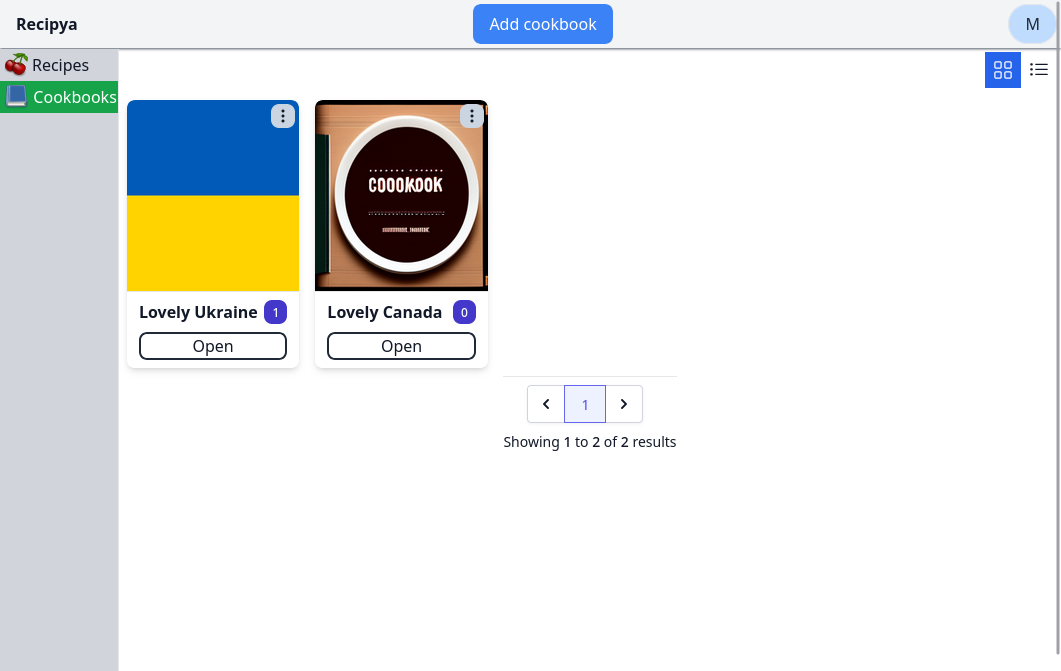 Recipya
Add cookbook
M
Recipes
Cookbooks
COOOKOOK
Lovely Ukraine 1
Lovely Canada 0
Open
Open
1
Showing 1 to 2 of 2 results